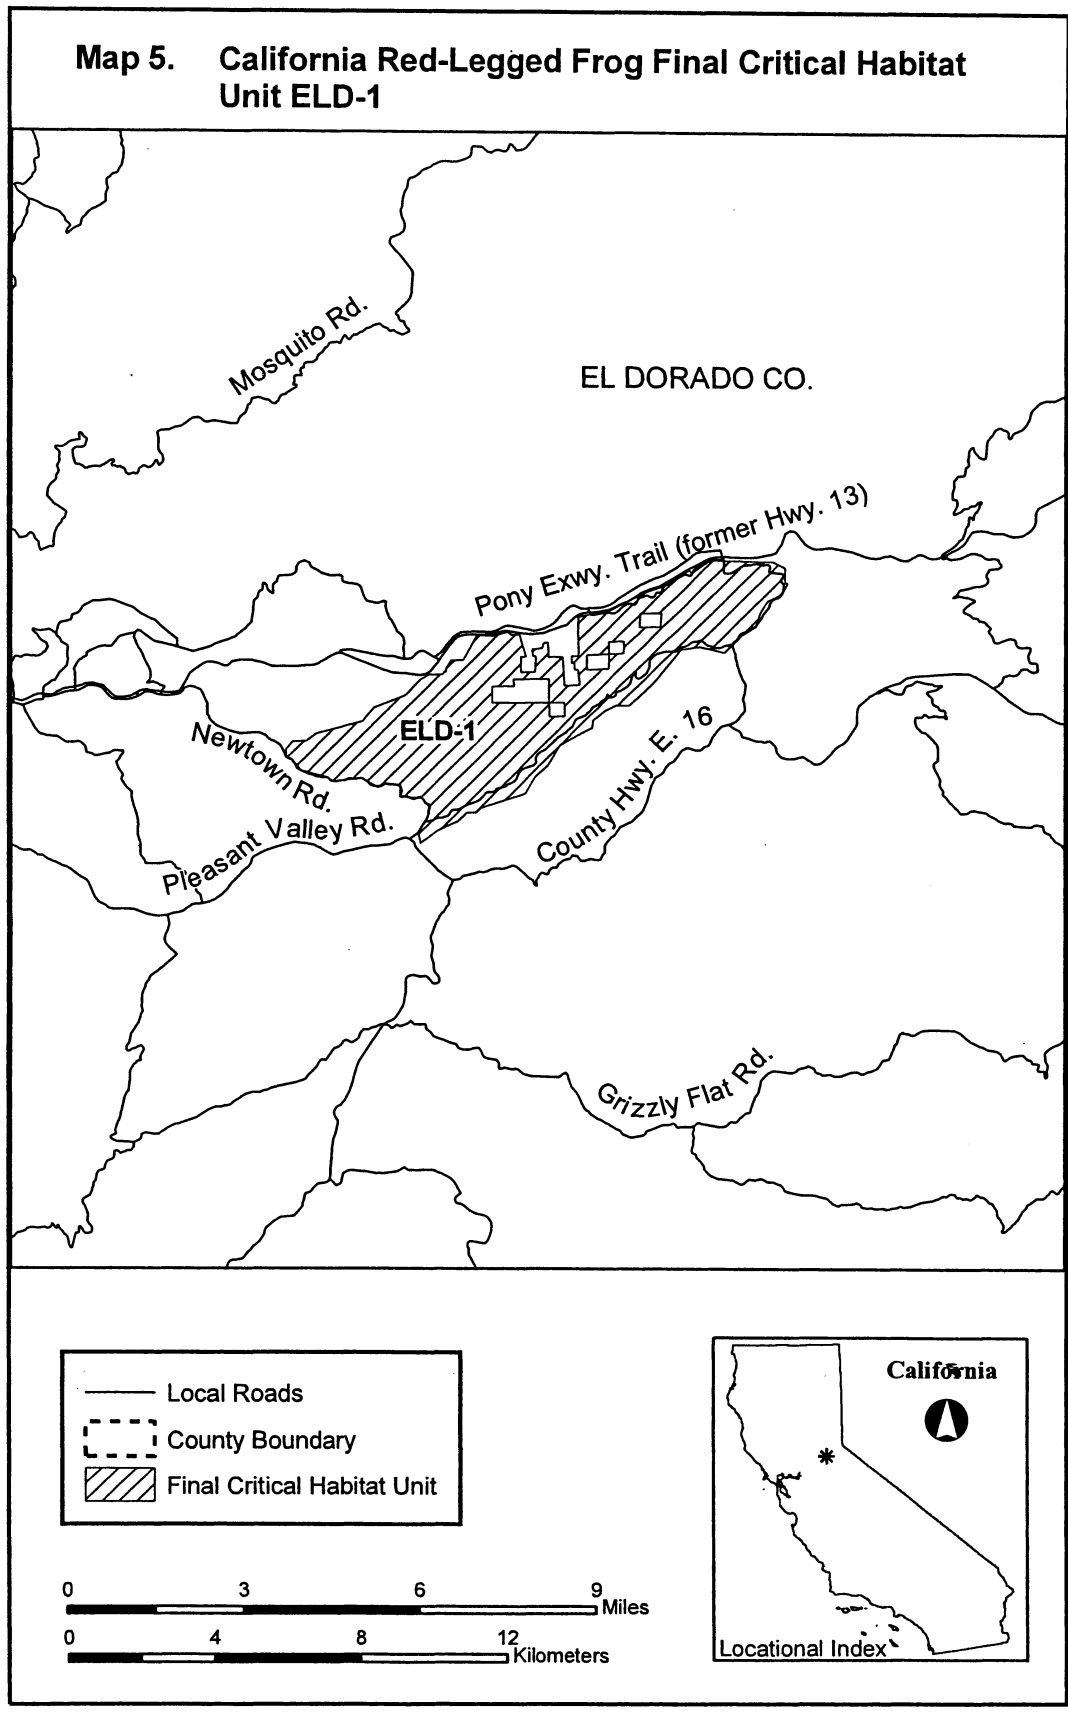 Map 5. California Red-Legged Frog Final Critical Habitat
Unit ELD-1
Mosquito Rd.
EL DORADO CO.
Pony Exwy. Trail (former Hwy. 13)
ELD-1
Newtown Rd.
County Hwy. E. 16
Pleasant Valley Rd.
Grizzly Flat Rd.
Local Roads
County Boundary
Final Critical Habitat Unit
California
Locational Index
0 3 6 9
Miles
0 4 8 12
Kilometers